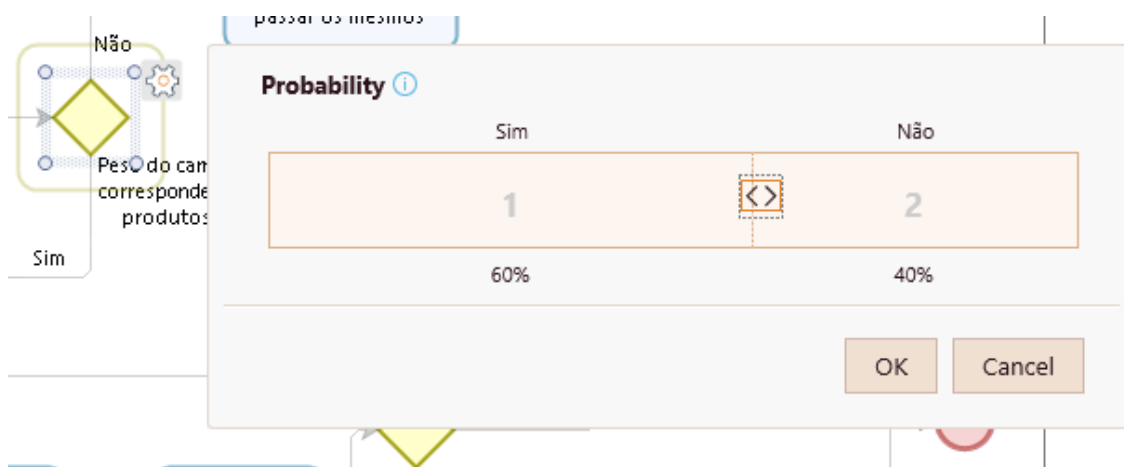 passar os mesmos
Não
Probability
Sim
Não
Peso do cam
corresponde
produtos
1
2
Sim
60%
40%
OK
Cancel